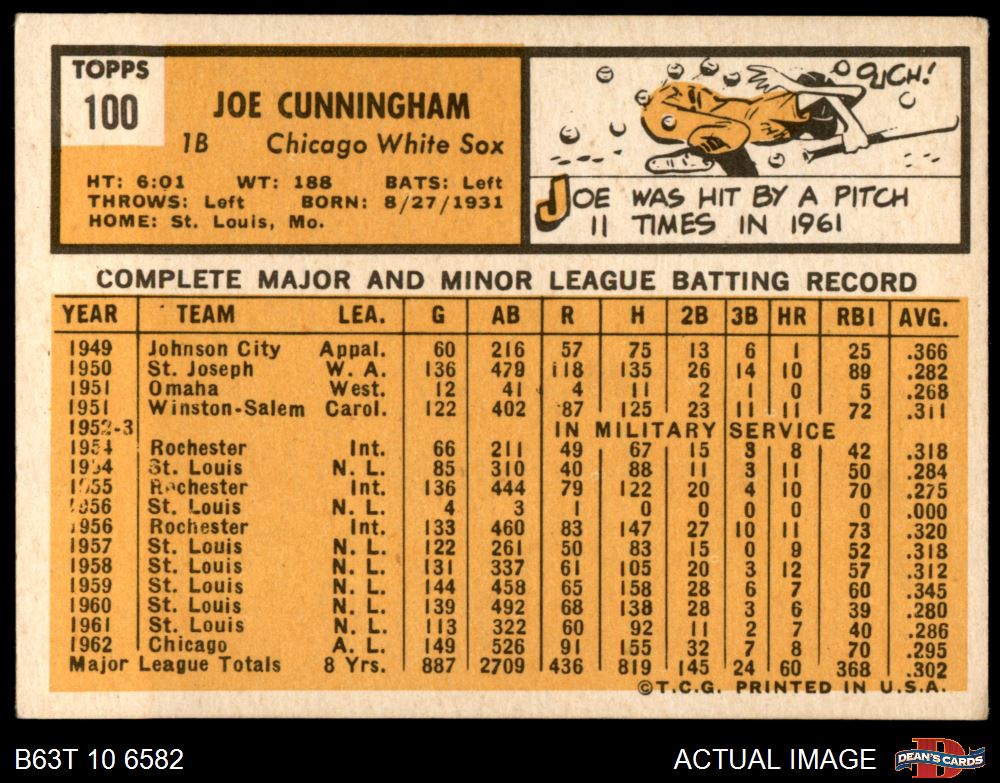 TOPPS
100
JOE CUNNINGHAM
1B Chicago White Sox
HT: 6:01 WT: 188 BATS: Left
THROWS: Left BORN: 8/27/1931
HOME: St. Louis, Mo.
OUCH!
JOE WAS HIT BY A PITCH
11 TIMES IN 1961
COMPLETE MAJOR AND MINOR LEAGUE BATTING RECORD
YEAR TEAM LEA. G AB R H 2B 3B HR RBI AVG.
1949 Johnson City Appal. 60 216 57 75 13 6 1 25 .366
1950 St. Joseph W. A. 136 479 118 135 26 14 10 89 .282
1951 Omaha West. 12 41 4 11 2 1 0 5 .268
1951 Winston-Salem Carol. 122 402 87 125 23 11 11 72 .311
1952-3 IN MILITARY SERVICE
1954 Rochester Int. 66 211 49 67 15 3 8 42 .318
1954 St. Louis N. L. 85 310 40 88 11 3 11 50 .284
1955 Rochester Int. 136 444 79 122 20 4 10 70 .275
1956 St. Louis N. L. 4 3 1 0 0 0 0 0 .000
1956 Rochester Int. 133 460 83 147 27 10 11 73 .320
1957 St. Louis N. L. 122 261 50 83 15 0 9 52 .318
1958 St. Louis N. L. 131 337 61 105 20 3 12 57 .312
1959 St. Louis N. L. 144 458 65 158 28 6 7 60 .345
1960 St. Louis N. L. 139 492 68 138 28 3 6 39 .280
1961 St. Louis N. L. 113 322 60 92 11 2 7 40 .286
1962 Chicago A. L. 149 526 91 155 32 7 8 70 .295
Major League Totals 8 Yrs. 887 2709 436 819 145 24 60 368 .302
©T.C.G. PRINTED IN U.S.A.
B63T 10 6582 ACTUAL IMAGE D DEAN'S CARDS